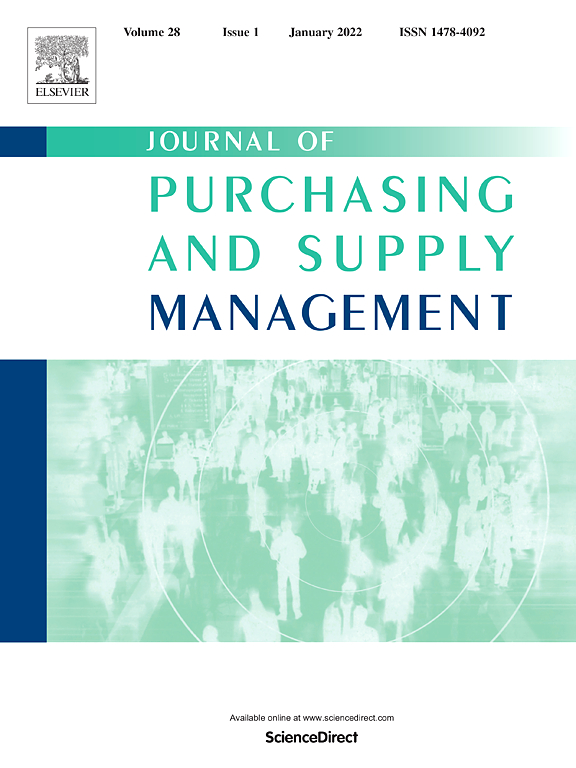 Volume 28 Issue 1 January 2022 ISSN 1478-4092
ELSEVIER
JOURNAL OF
PURCHASING
AND SUPPLY
MANAGEMENT
Available online at www.sciencedirect.com
ScienceDirect